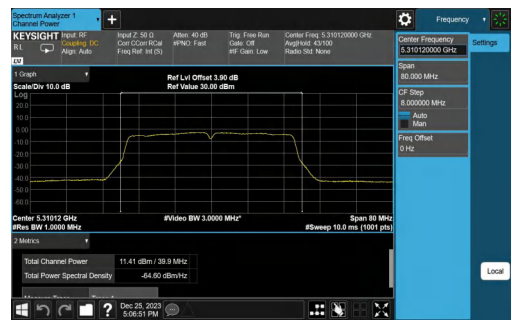 Spectrum Analyzer 1
Channel Power
Frequency
KEYSIGHT Input: RF
RL
Coupling: DC
Align: Auto
Input Z: 50 Ω
Corr CCorr RCal
Freq Ref: Int (S)
Atten: 40 dB
#PNO: Fast
Trig: Free Run
Gate: Off
#IF Gain: Low
Center Freq: 5.310120000 GHz
Avg|Hold: 43/100
Radio Std: None
LVI
1 Graph
Scale/Div 10.0 dB
Ref Lvl Offset 3.90 dB
Ref Value 30.00 dBm
Log
20.0
10.0
0.00
-10.0
-20.0
-30.0
-40.0
-50.0
-60.0
Center 5.31012 GHz
#Res BW 1.0000 MHz
#Video BW 3.0000 MHz*
Span 80 MHz
#Sweep 10.0 ms (1001 pts)
2 Metrics
Total Channel Power 11.41 dBm / 39.9 MHz
Total Power Spectral Density -64.60 dBm/Hz
Dec 25, 2023
5:06:51 PM
Center Frequency
5.310120000 GHz
Settings
Span
80.000 MHz
CF Step
8.000000 MHz
Auto
Man
Freq Offset
0 Hz
Local